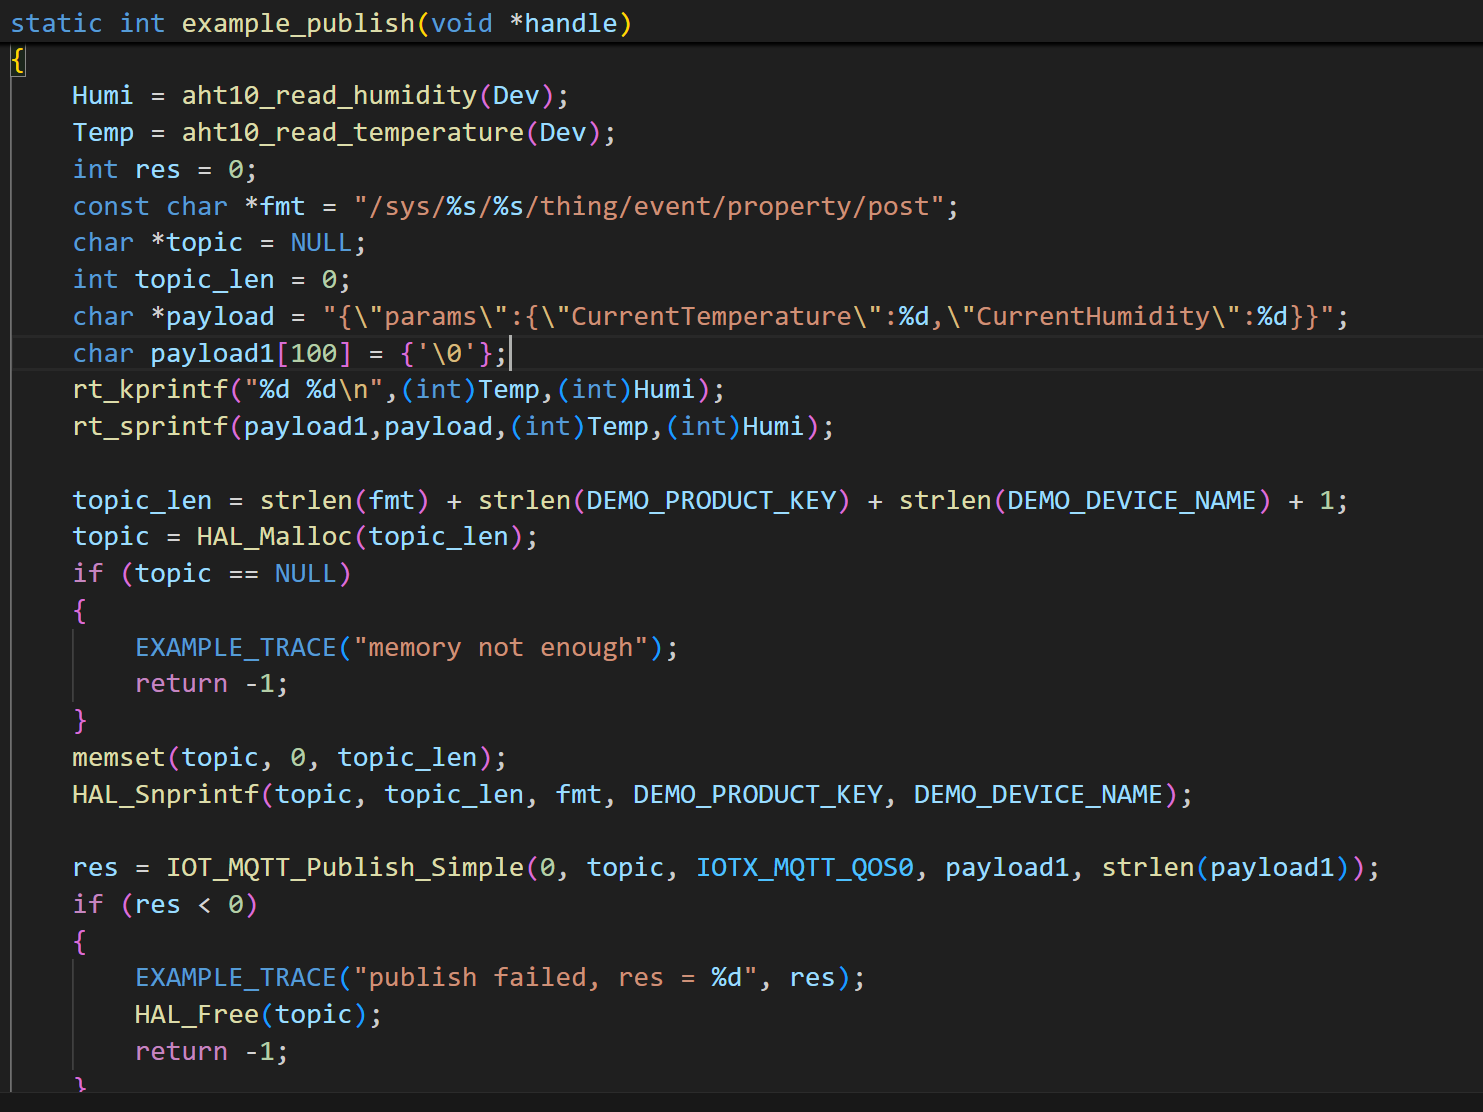 static int example_publish(void *handle)
{
Humi = aht10_read_humidity(Dev);
Temp = aht10_read_temperature(Dev);
int res = 0;
const char *fmt = "/sys/%s/%s/thing/event/property/post";
char *topic = NULL;
int topic_len = 0;
char *payload = "{\"params\":{\"CurrentTemperature\":%d,\"CurrentHumidity\":%d}}";
char payload1[100] = {'\0'};
rt_kprintf("%d %d\n",(int)Temp,(int)Humi);
rt_sprintf(payload1,payload,(int)Temp,(int)Humi);
topic_len = strlen(fmt) + strlen(DEMO_PRODUCT_KEY) + strlen(DEMO_DEVICE_NAME) + 1;
topic = HAL_Malloc(topic_len);
if (topic == NULL)
{
EXAMPLE_TRACE("memory not enough");
return -1;
}
memset(topic, 0, topic_len);
HAL_Snprintf(topic, topic_len, fmt, DEMO_PRODUCT_KEY, DEMO_DEVICE_NAME);
res = IOT_MQTT_Publish_Simple(0, topic, IOTX_MQTT_QOS0, payload1, strlen(payload1));
if (res < 0)
{
EXAMPLE_TRACE("publish failed, res = %d", res);
HAL_Free(topic);
return -1;
}